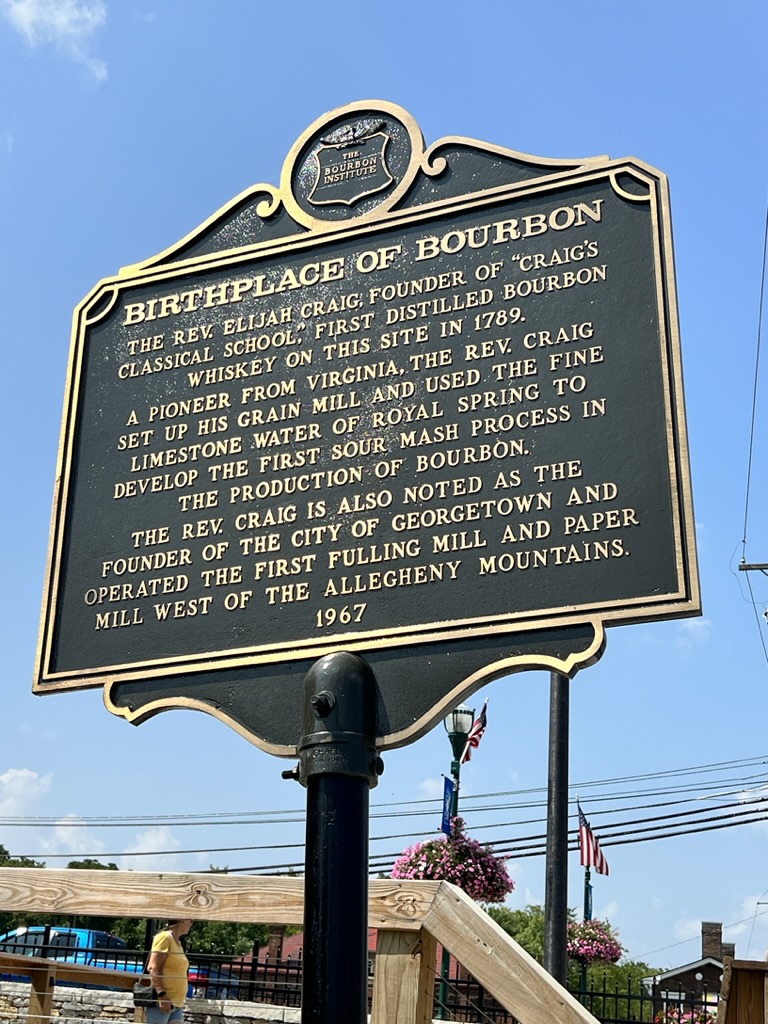 THE
BOURBON
INSTITUTE
BIRTHPLACE OF BOURBON
THE REV. ELIJAH CRAIG, FOUNDER OF "CRAIG'S
CLASSICAL SCHOOL," FIRST DISTILLED BOURBON
WHISKEY ON THIS SITE IN 1789.
A PIONEER FROM VIRGINIA, THE REV. CRAIG
SET UP HIS GRAIN MILL AND USED THE FINE
LIMESTONE WATER OF ROYAL SPRING TO
DEVELOP THE FIRST SOUR MASH PROCESS IN
THE PRODUCTION OF BOURBON.
THE REV. CRAIG IS ALSO NOTED AS THE
FOUNDER OF THE CITY OF GEORGETOWN AND
OPERATED THE FIRST FULLING MILL AND PAPER
MILL WEST OF THE ALLEGHENY MOUNTAINS.
1967